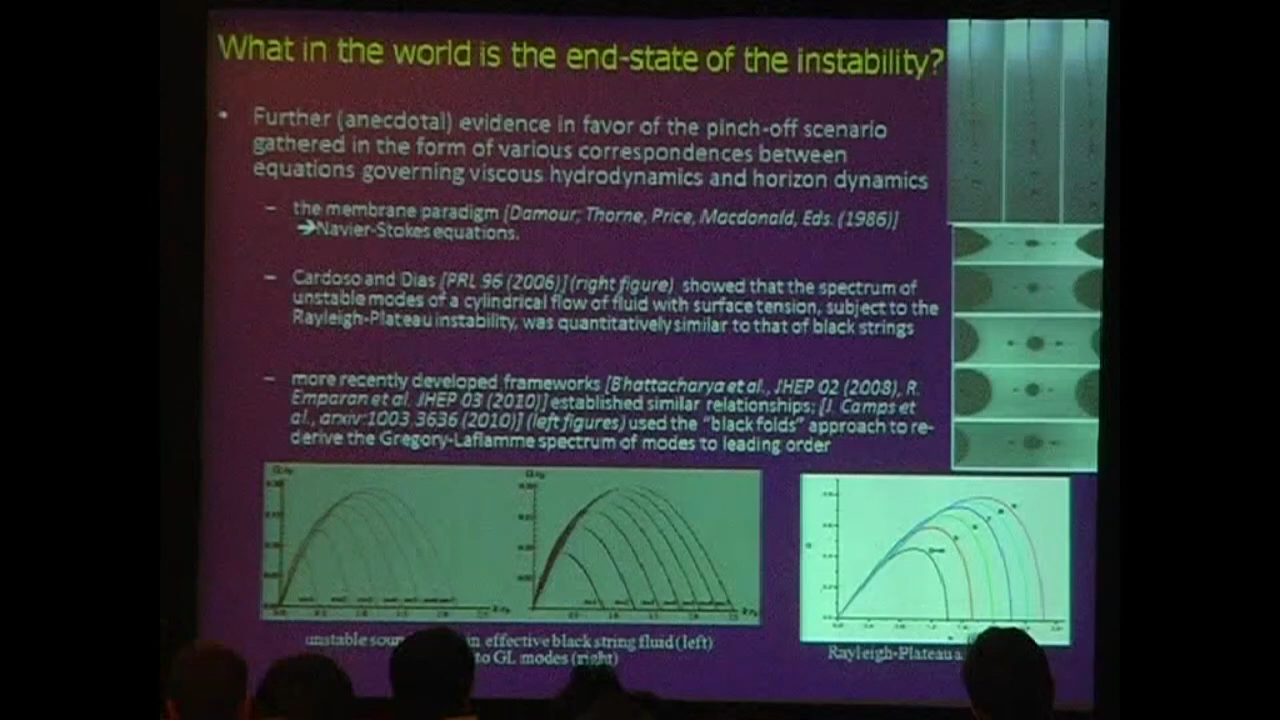 What in the world is the end-state of the instability?
• Further (anecdotal) evidence in favor of the pinch-off scenario
gathered in the form of various correspondences between
equations governing viscous hydrodynamics and horizon dynamics
– the membrane paradigm [Damour; Thorne, Price, Macdonald, Eds. (1986)]
➔Navier-Stokes equations.
– Cardoso and Dias [PRL 96 (2006)] (right figure) showed that the spectrum of
unstable modes of a cylindrical flow of fluid with surface tension, subject to the
Rayleigh-Plateau instability, was quantitatively similar to that of black strings
– more recently developed frameworks [Bhattacharya et al., JHEP 02 (2008), R.
Emparan et al. JHEP 03 (2010)] established similar relationships; [J. Camps et
al., arxiv:1003.3636 (2010)] (left figures) used the "black folds" approach to re-
derive the Gregory-Laflamme spectrum of modes to leading order
unstable effective black string fluid (left)
to GL modes (right)
Rayleigh-Plateau